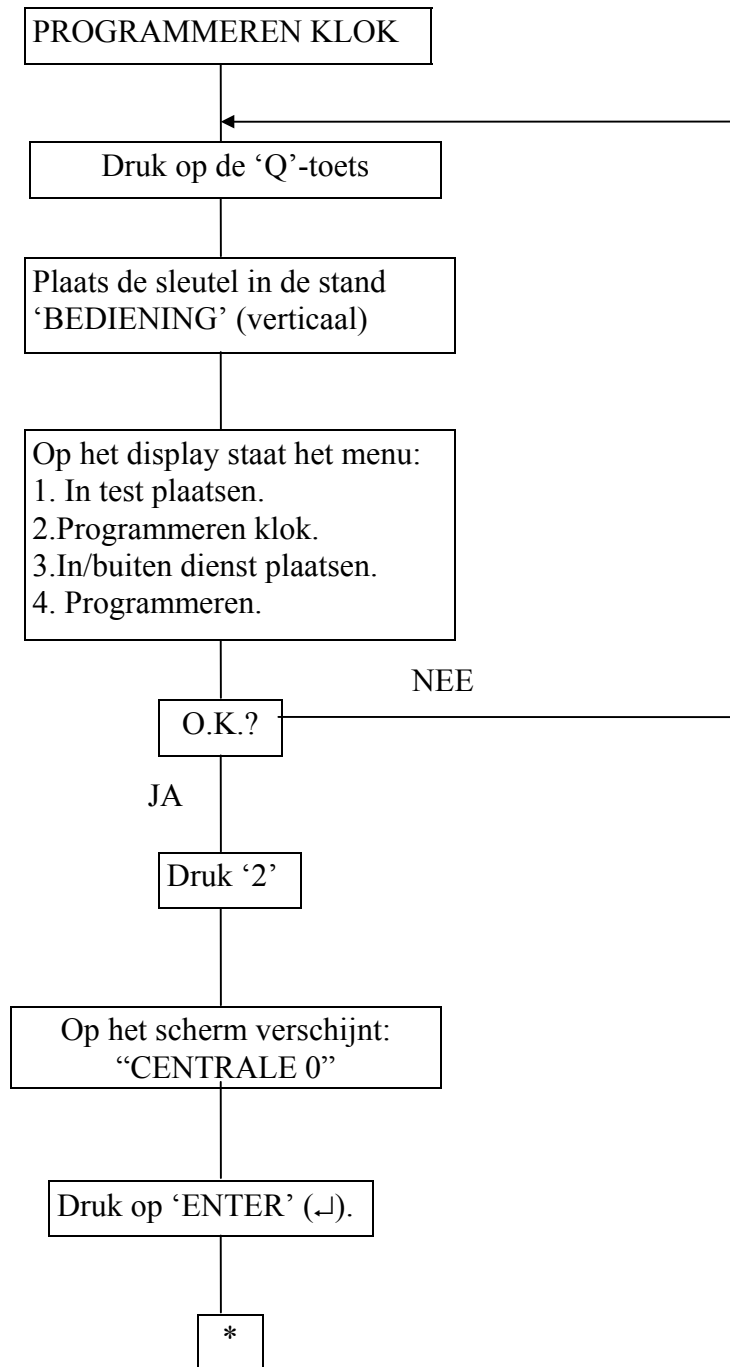 PROGRAMMEREN KLOK
Druk op de ‘Q’-toets
Plaats de sleutel in de stand
‘BEDIENING’ (verticaal)
Op het display staat het menu:
1. In test plaatsen.
2.Programmeren klok.
3.In/buiten dienst plaatsen.
4. Programmeren.
NEE
O.K.?
JA
Druk ‘2’
Op het scherm verschijnt:
“CENTRALE 0”
Druk op ‘ENTER’ (↵).
*